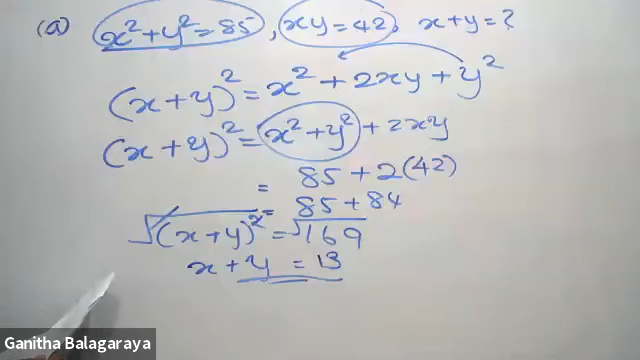 (a) x²+y²=85, xy=42, x+y=?
(x+y)²=x²+2xy+y²
(x+y)²=x²+y²+2xy
= 85+2(42)
= 85+84
√(x+y)²=√169
x+y=13
Ganitha Balagaraya